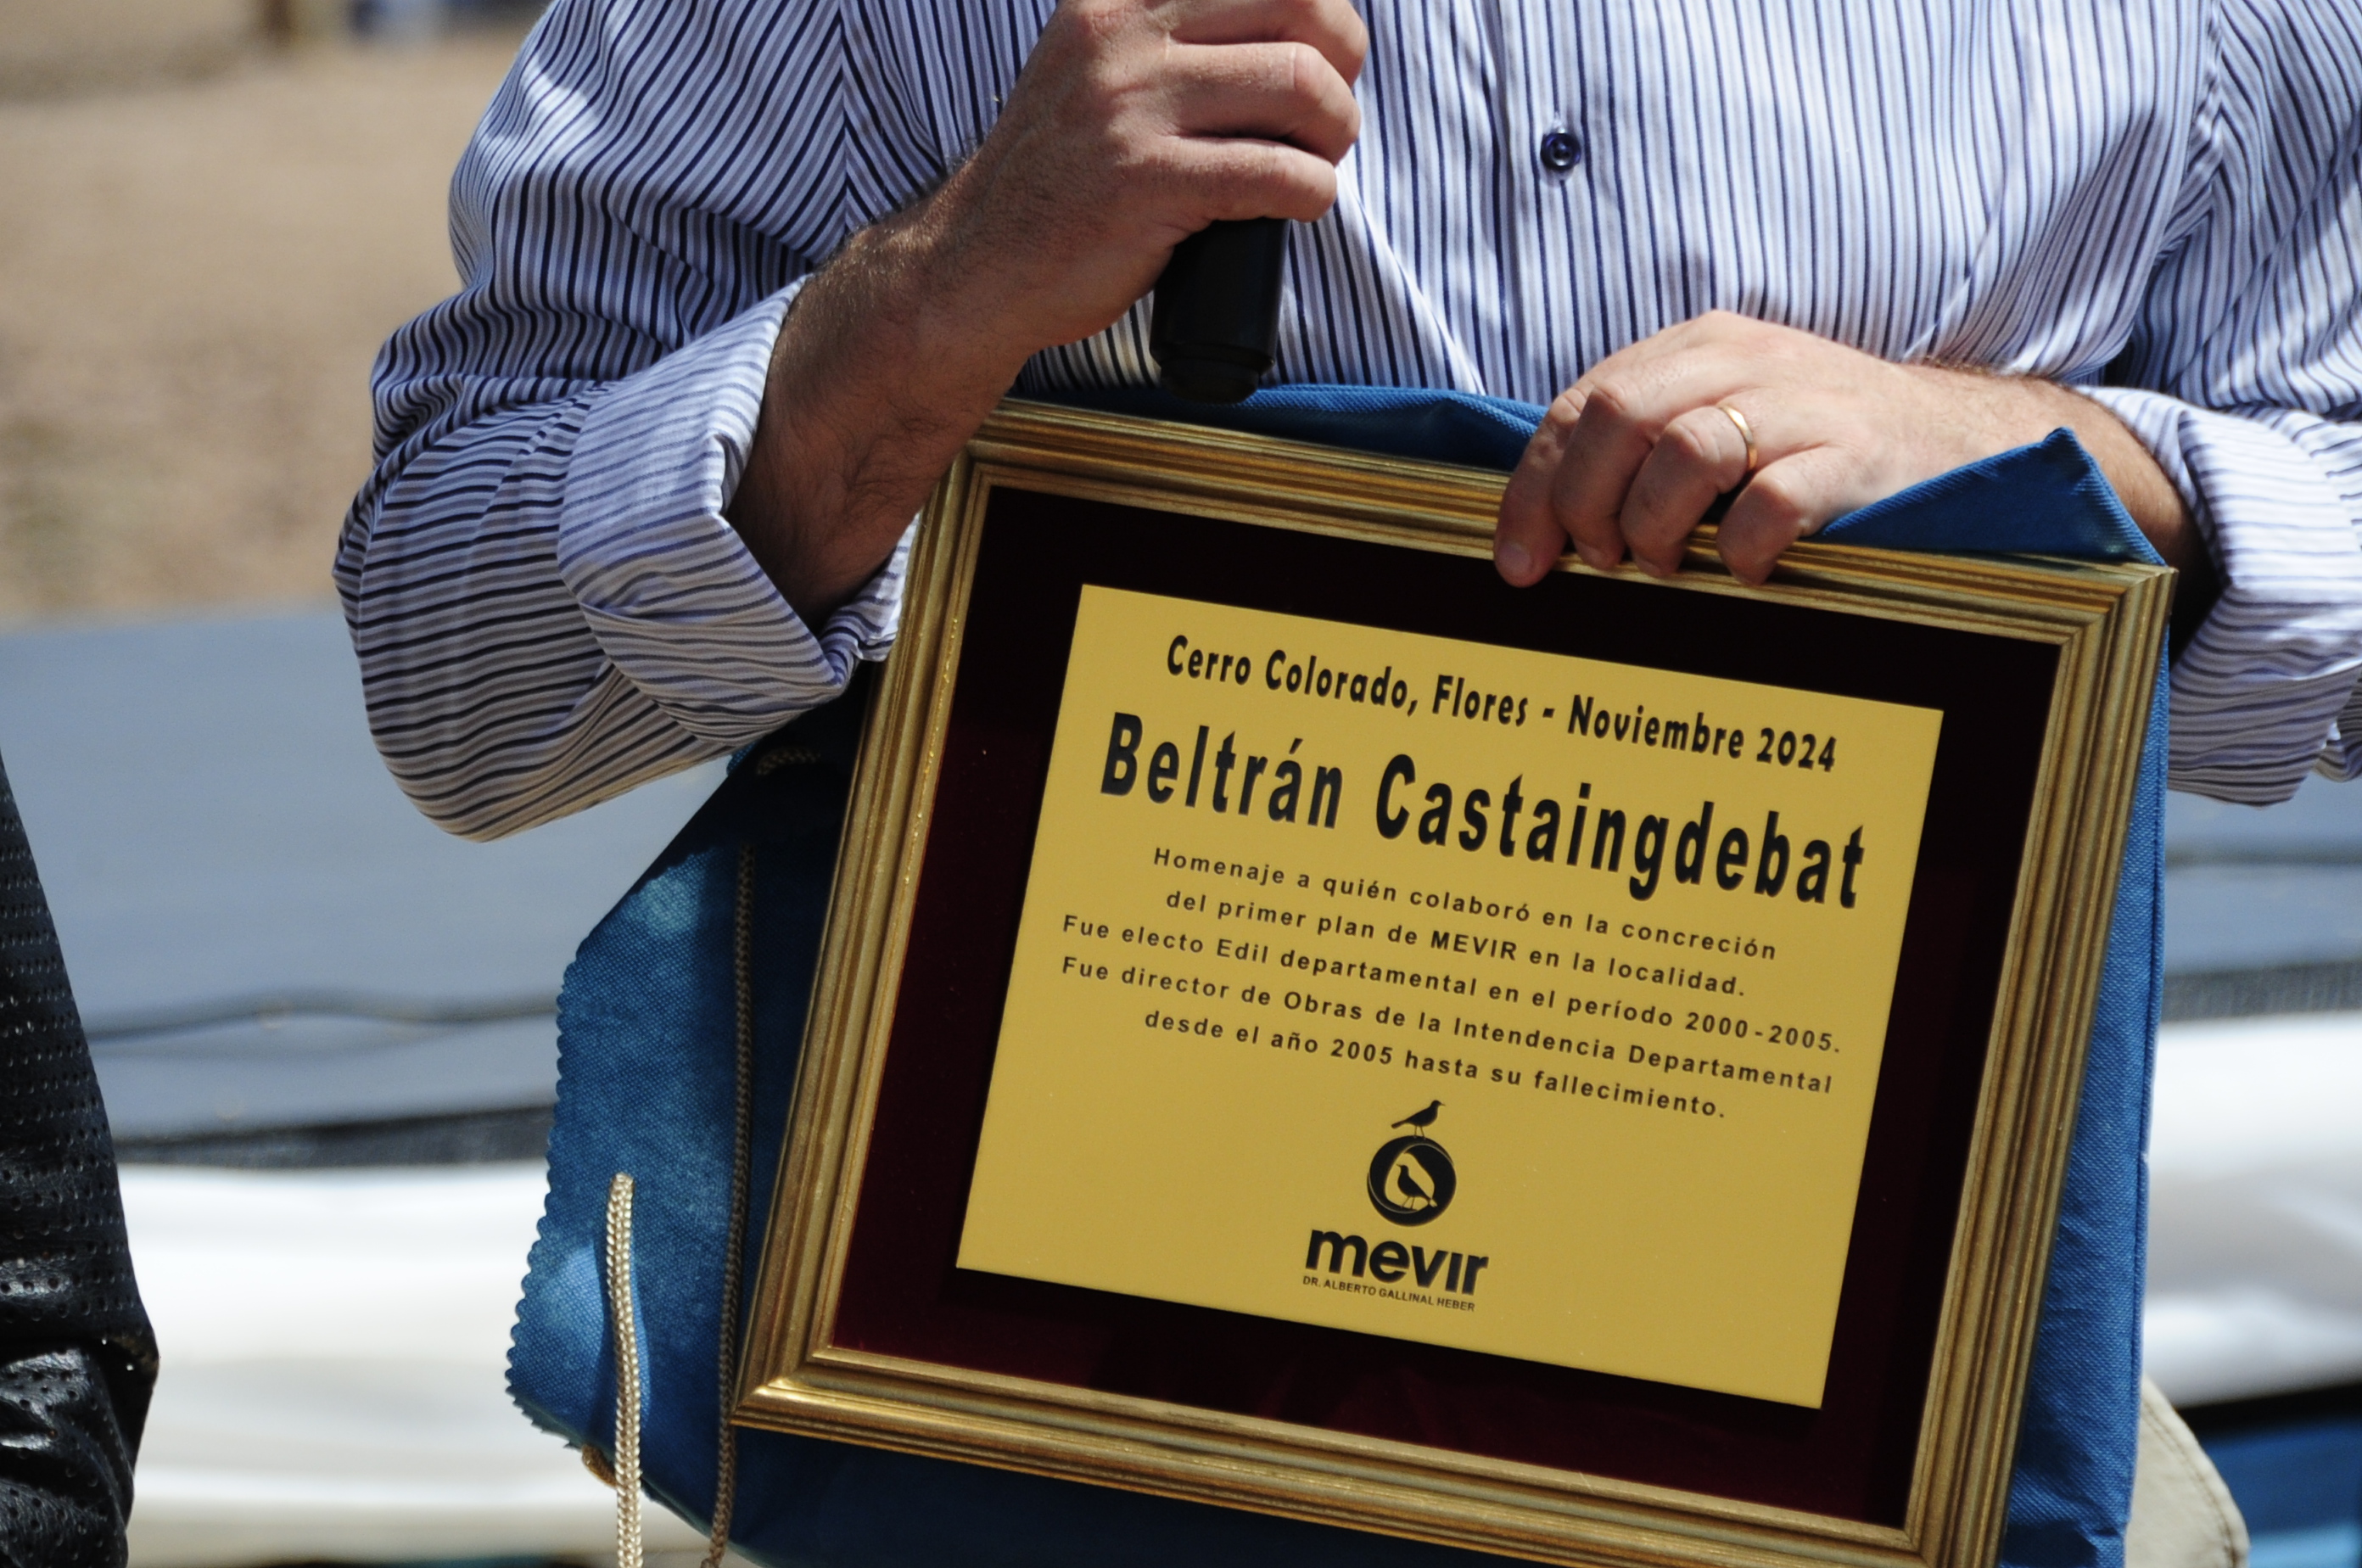 Cerro Colorado, Flores - Noviembre 2024
Beltrán Castaingdebat
Homenaje a quién colaboró en la concreción
del primer plan de MEVIR en la localidad.
Fue electo Edil departamental en el período 2000-2005.
Fue director de Obras de la Intendencia Departamental
desde el año 2005 hasta su fallecimiento.
mevir
DR. ALBERTO GALLINAL HEBER